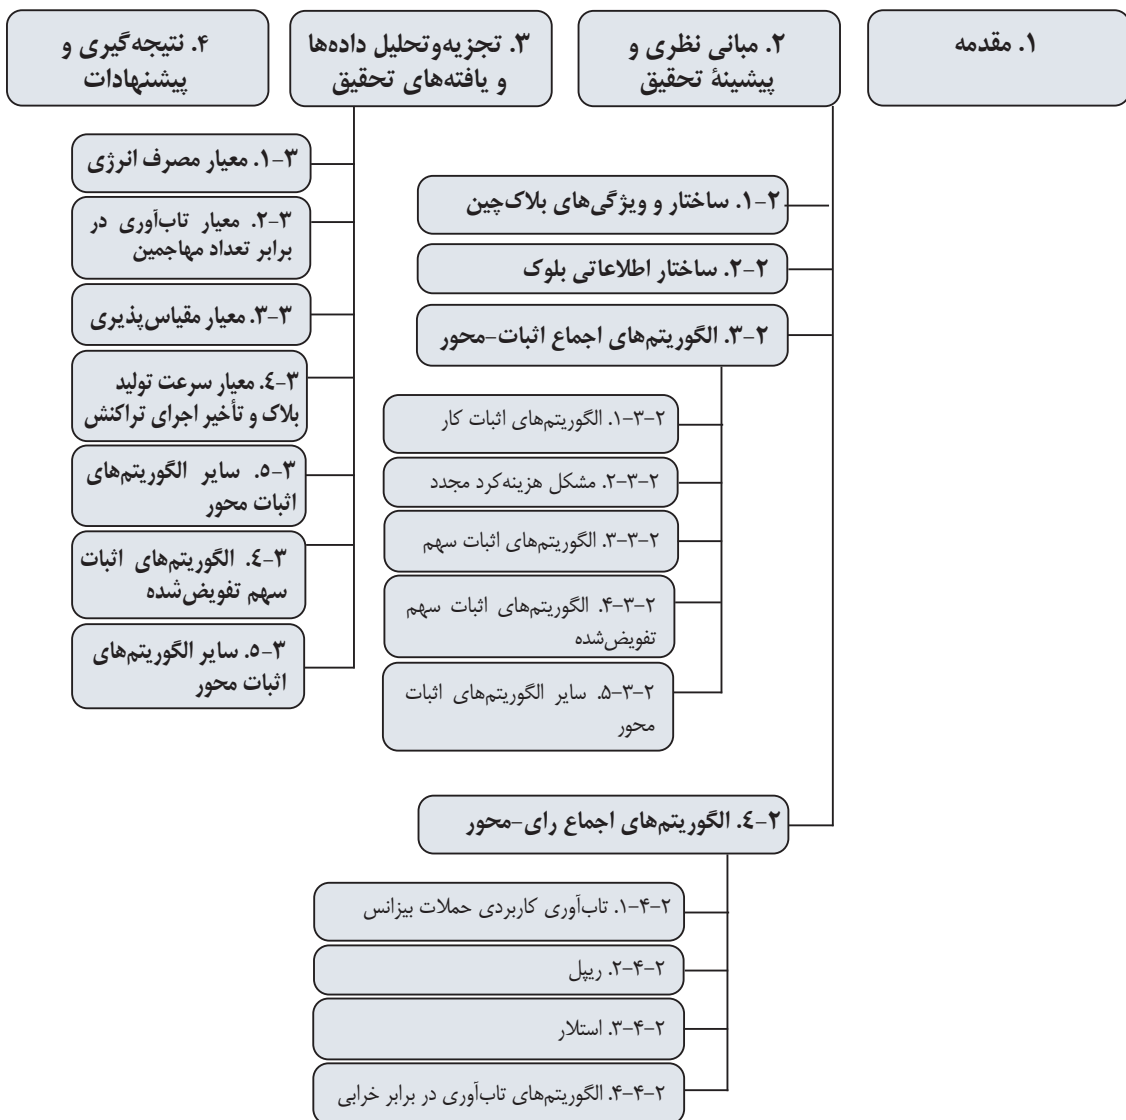 ۱. مقدمه
۲. مبانی نظری و
پیشینهٔ تحقیق
۳. تجزیه‌وتحلیل داده‌ها
و یافته‌های تحقیق
۴. نتیجه‌گیری و
پیشنهادات
۲-۱. ساختار و ویژگی‌های بلاک‌چین
۲-۲. ساختار اطلاعاتی بلوک
۲-۳. الگوریتم‌های اجماع اثبات-محور
۲-۳-۱. الگوریتم‌های اثبات کار
۲-۳-۲. مشکل هزینه‌کرد مجدد
۲-۳-۳. الگوریتم‌های اثبات سهم
۲-۳-۴. الگوریتم‌های اثبات سهم
تفویض‌شده
۲-۳-۵. سایر الگوریتم‌های اثبات
محور
۲-٤. الگوریتم‌های اجماع رای-محور
۲-۴-۱. تاب‌آوری کاربردی حملات بیزانس
۲-۴-۲. ریپل
۲-۴-۳. استلار
۲-۴-۴. الگوریتم‌های تاب‌آوری در برابر خرابی
۳-۱. معیار مصرف انرژی
۳-۲. معیار تاب‌آوری در
برابر تعداد مهاجمین
۳-۳. معیار مقیاس‌پذیری
۳-٤. معیار سرعت تولید
بلاک و تأخیر اجرای تراکنش
۳-٥. سایر الگوریتم‌های
اثبات محور
۳-٤. الگوریتم‌های اثبات
سهم تفویض‌شده
۳-٥. سایر الگوریتم‌های
اثبات محور